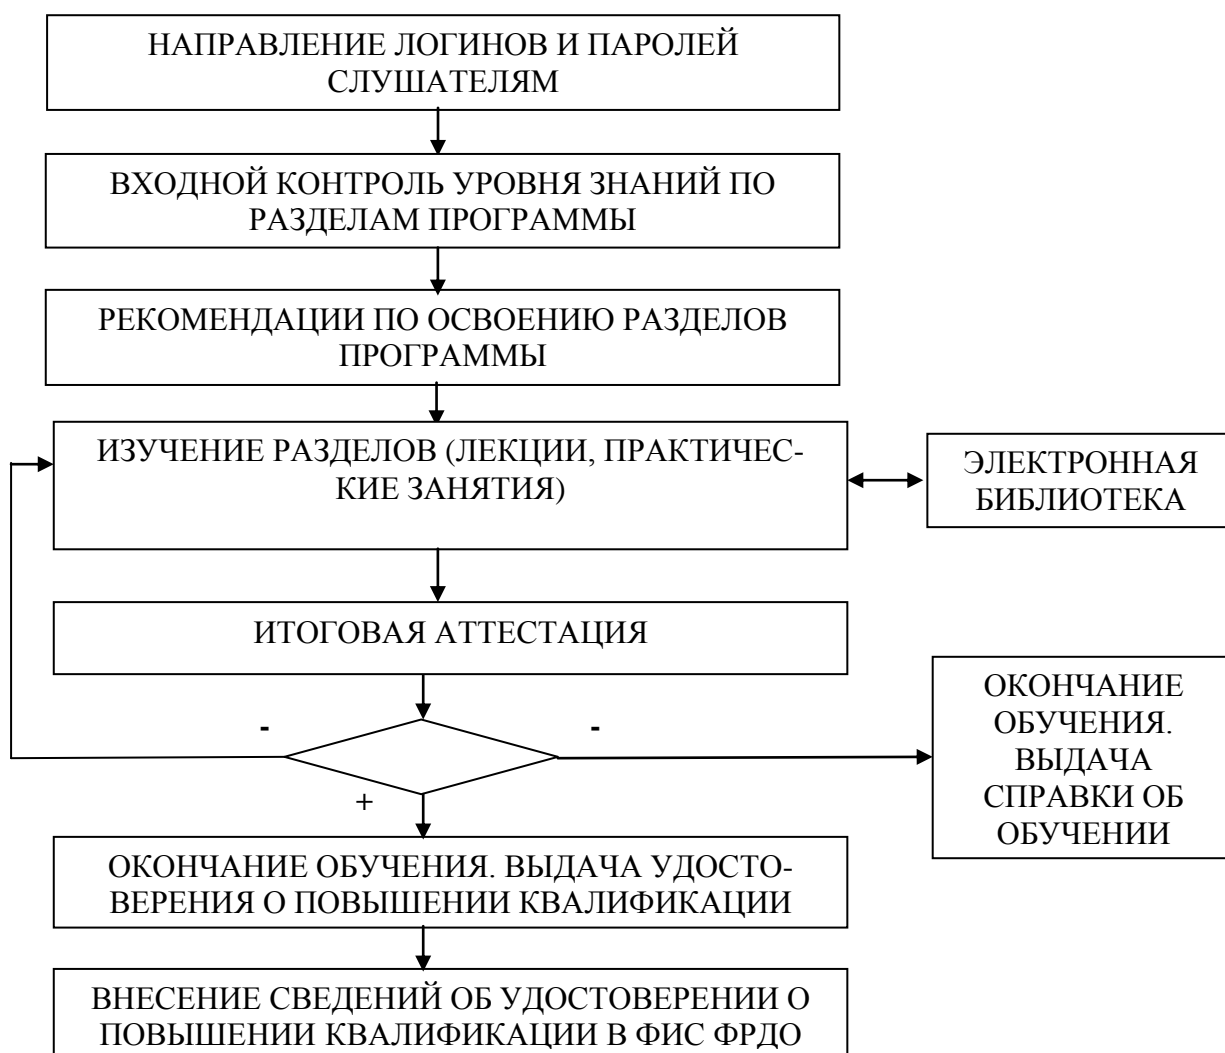 НАПРАВЛЕНИЕ ЛОГИНОВ И ПАРОЛЕЙ
СЛУШАТЕЛЯМ
ВХОДНОЙ КОНТРОЛЬ УРОВНЯ ЗНАНИЙ ПО
РАЗДЕЛАМ ПРОГРАММЫ
РЕКОМЕНДАЦИИ ПО ОСВОЕНИЮ РАЗДЕЛОВ
ПРОГРАММЫ
ИЗУЧЕНИЕ РАЗДЕЛОВ (ЛЕКЦИИ, ПРАКТИЧЕС-
КИЕ ЗАНЯТИЯ)
ЭЛЕКТРОННАЯ
БИБЛИОТЕКА
ИТОГОВАЯ АТТЕСТАЦИЯ
-
-
+
ОКОНЧАНИЕ
ОБУЧЕНИЯ.
ВЫДАЧА
СПРАВКИ ОБ
ОБУЧЕНИИ
ОКОНЧАНИЕ ОБУЧЕНИЯ. ВЫДАЧА УДОСТО-
ВЕРЕНИЯ О ПОВЫШЕНИИ КВАЛИФИКАЦИИ
ВНЕСЕНИЕ СВЕДЕНИЙ ОБ УДОСТОВЕРЕНИИ О
ПОВЫШЕНИИ КВАЛИФИКАЦИИ В ФИС ФРДО